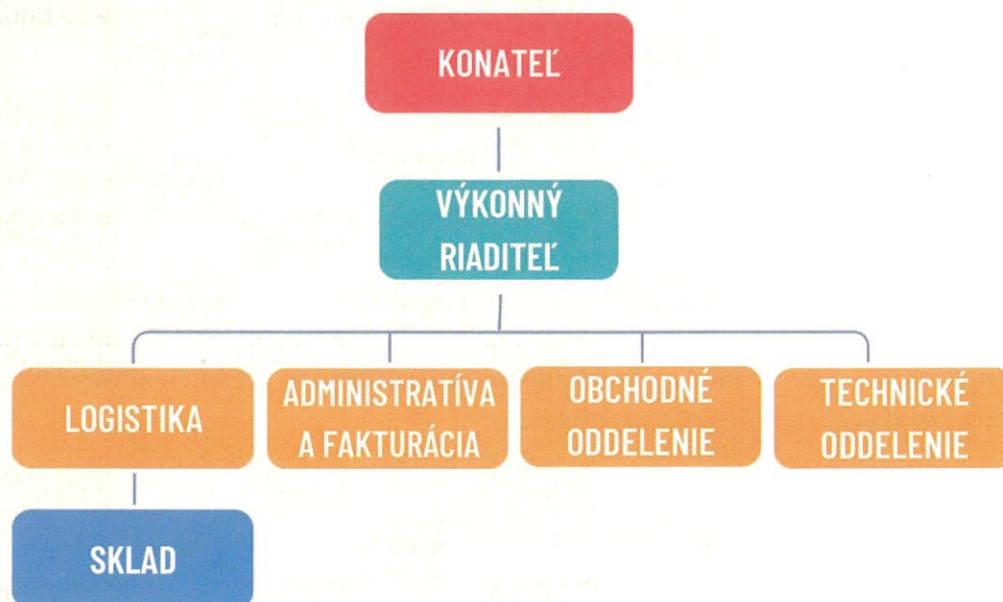 KONATEĽ
VÝKONNÝ
RIADITEĽ
LOGISTIKA
ADMINISTRATÍVA
A FAKTURÁCIA
OBCHODNÉ
ODDELENIE
TECHNICKÉ
ODDELENIE
SKLAD